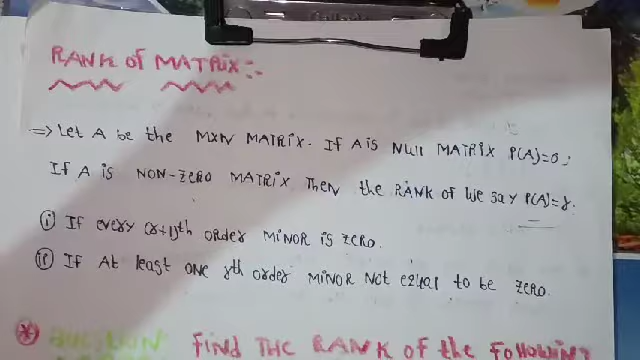 RANK of MATRIX:-
⇒ Let A be the MXN MATRIX. If A is Null MATRIX P(A)=0;
If A is NON-ZERO MATRIX Then the RANK of We say P(A)=r.
(i) If every (r+1)th ORDER MINOR is ZERO.
(ii) If At least ONE rth order MINOR Not equal to be ZERO.
(*) QUESTION FIND THE RANK OF the FOLLOWING